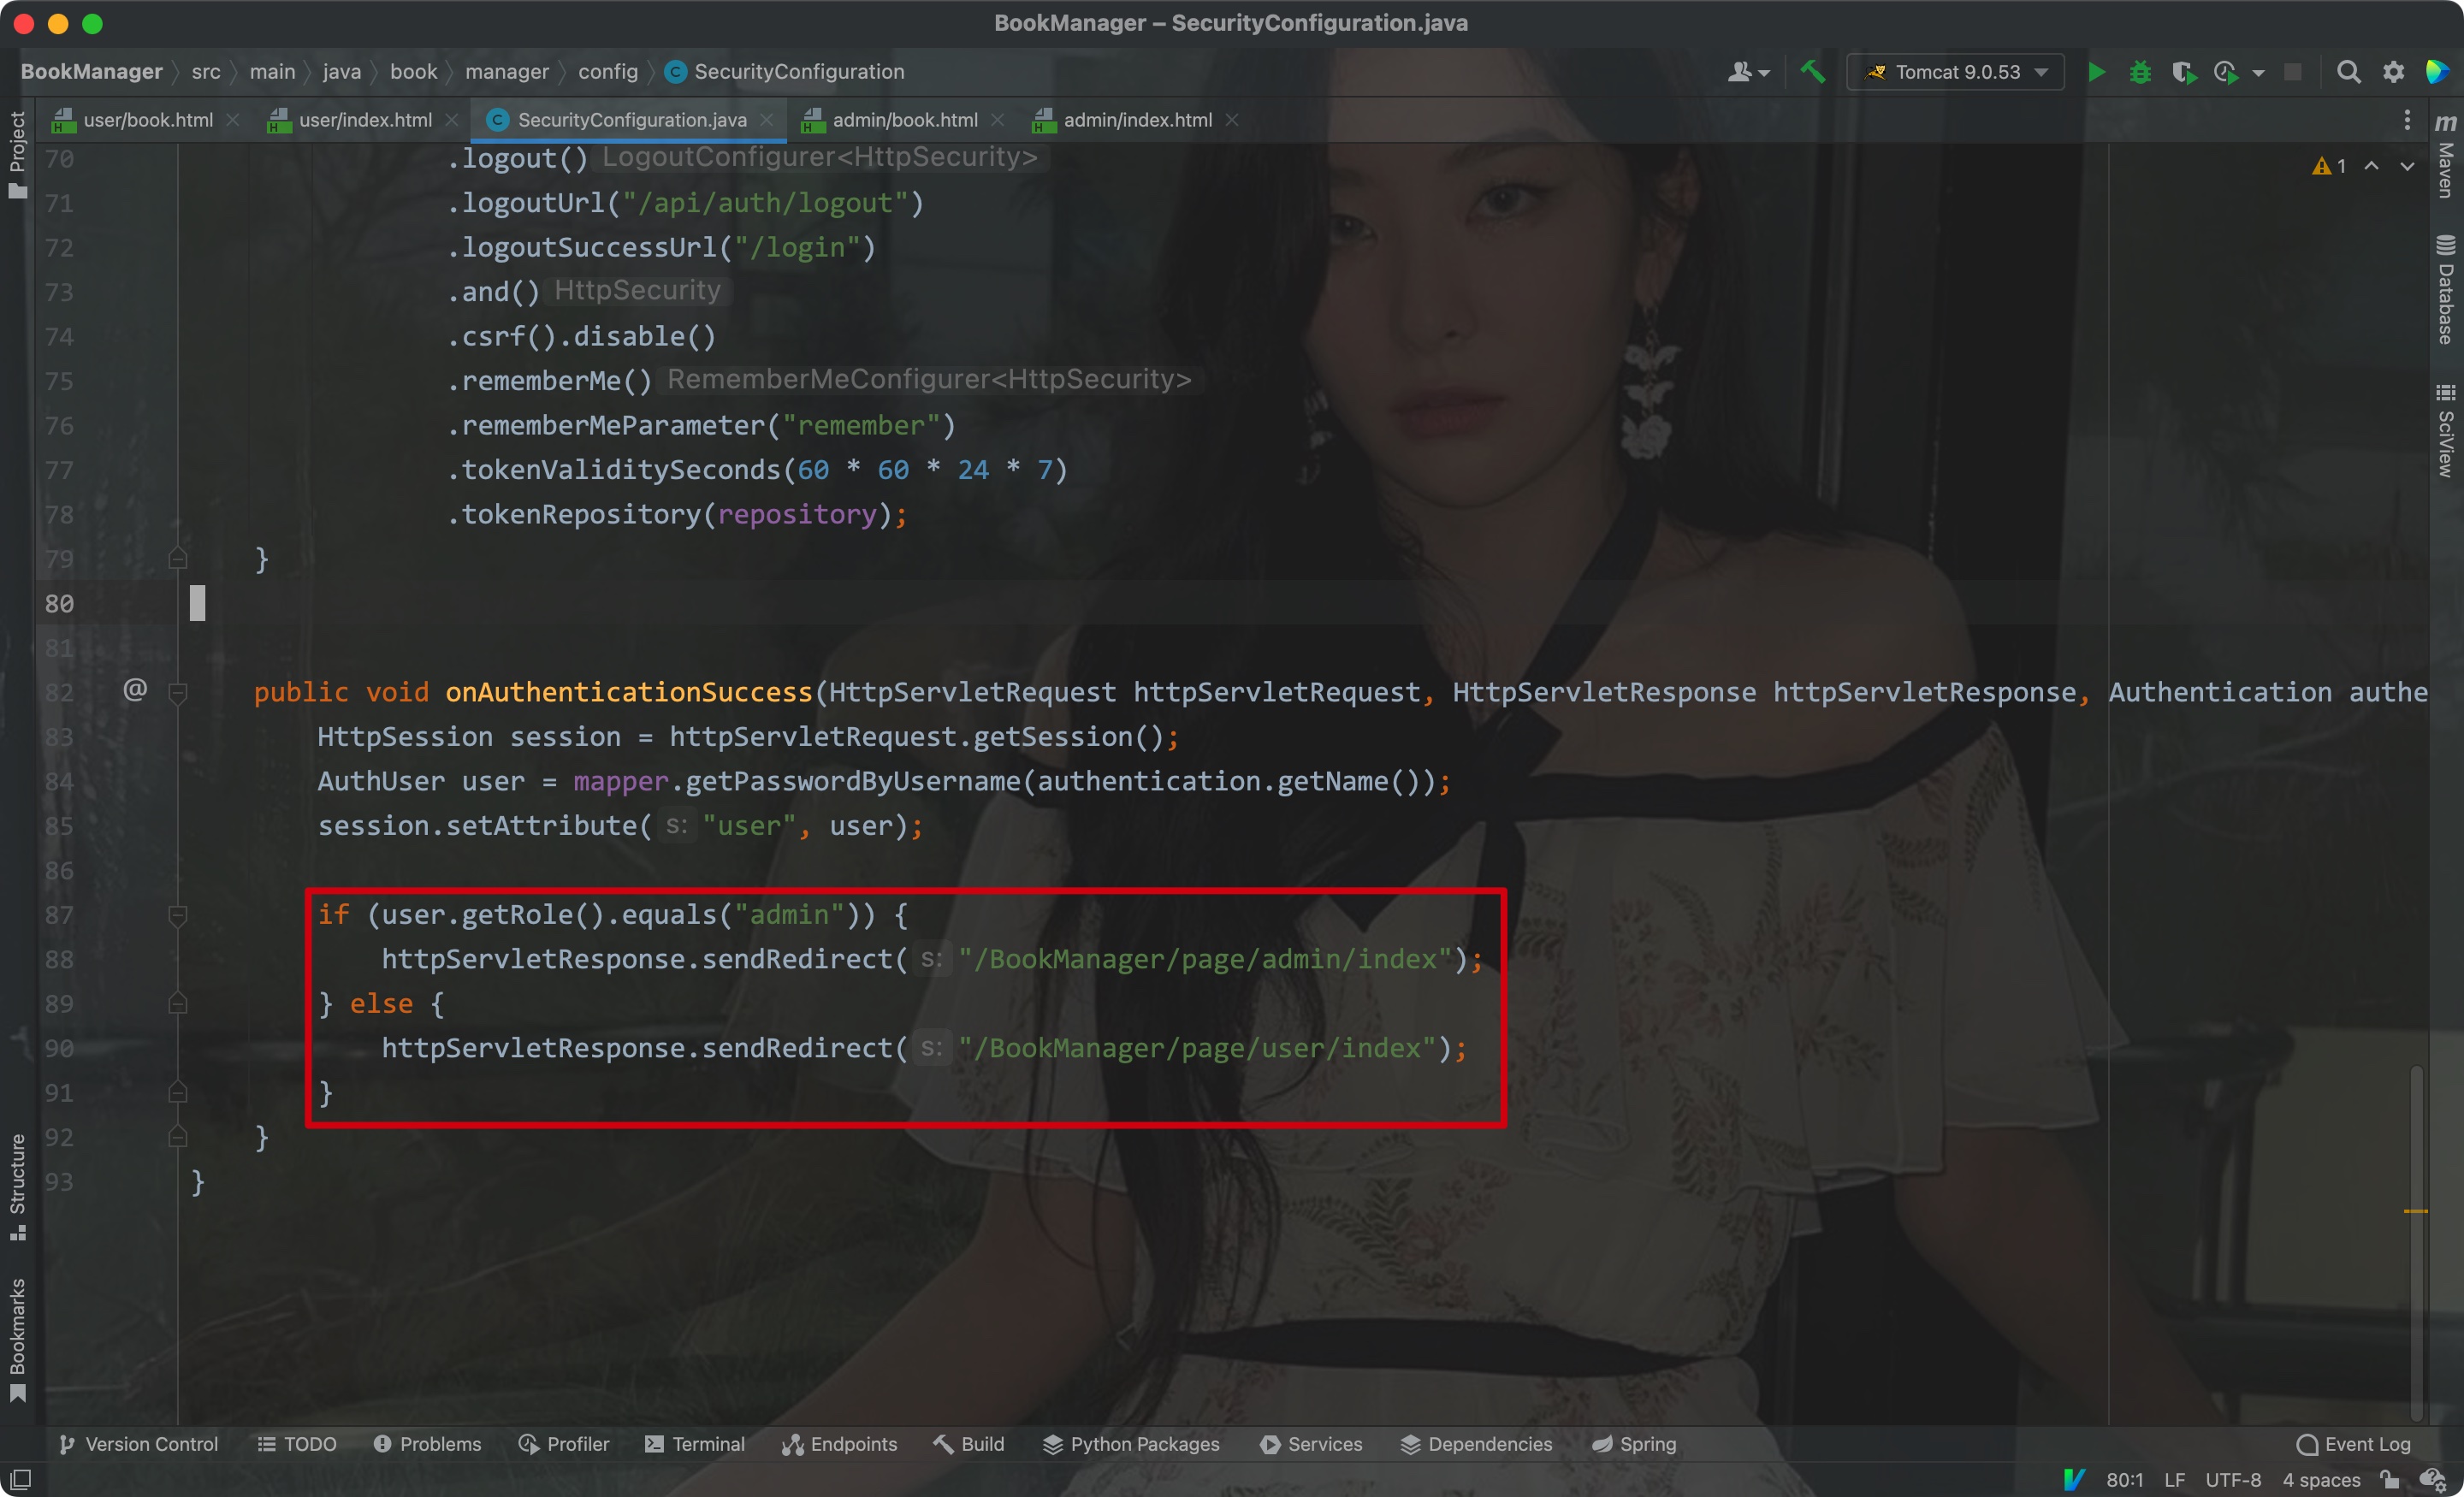 BookManager – SecurityConfiguration.java
BookManager src main java book manager config C SecurityConfiguration
Tomcat 9.0.53
user/book.html user/index.html SecurityConfiguration.java admin/book.html admin/index.html
Project
m Maven
Database
SciView
1
70 .logout() LogoutConfigurer<HttpSecurity>
71 .logoutUrl("/api/auth/logout")
72 .logoutSuccessUrl("/login")
73 .and() HttpSecurity
74 .csrf().disable()
75 .rememberMe() RememberMeConfigurer<HttpSecurity>
76 .rememberMeParameter("remember")
77 .tokenValiditySeconds(60 * 60 * 24 * 7)
78 .tokenRepository(repository);
79 }
80
81
82 @ public void onAuthenticationSuccess(HttpServletRequest httpServletRequest, HttpServletResponse httpServletResponse, Authentication authe
83 HttpSession session = httpServletRequest.getSession();
84 AuthUser user = mapper.getPasswordByUsername(authentication.getName());
85 session.setAttribute( s: "user", user);
86
87 if (user.getRole().equals("admin")) {
88 httpServletResponse.sendRedirect( s: "/BookManager/page/admin/index");
89 } else {
90 httpServletResponse.sendRedirect( s: "/BookManager/page/user/index");
91 }
92 }
93 }
Structure
Bookmarks
Version Control TODO Problems Profiler Terminal Endpoints Build Python Packages Services Dependencies Spring Event Log
80:1 LF UTF-8 4 spaces